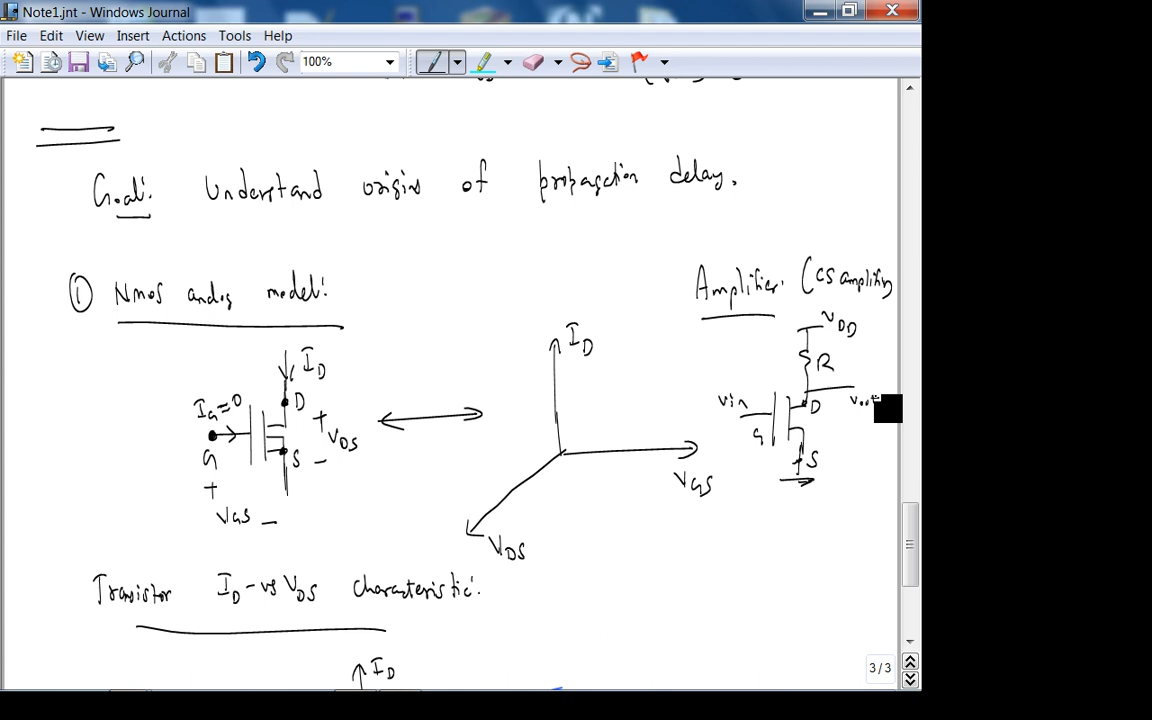 Note1.jnt - Windows Journal
File Edit View Insert Actions Tools Help
100%
Goal: Understand origins of propagation delay.
① Nmos analog model:
Amplifier: (CS amplifier
VDD
R
Vin
G
D
Vout
S
ID
IG=0
D
G
S
+
VDS
-
+
VGS -
ID
VGS
VDS
Transistor ID-vs VDS characteristic:
ID
3/3